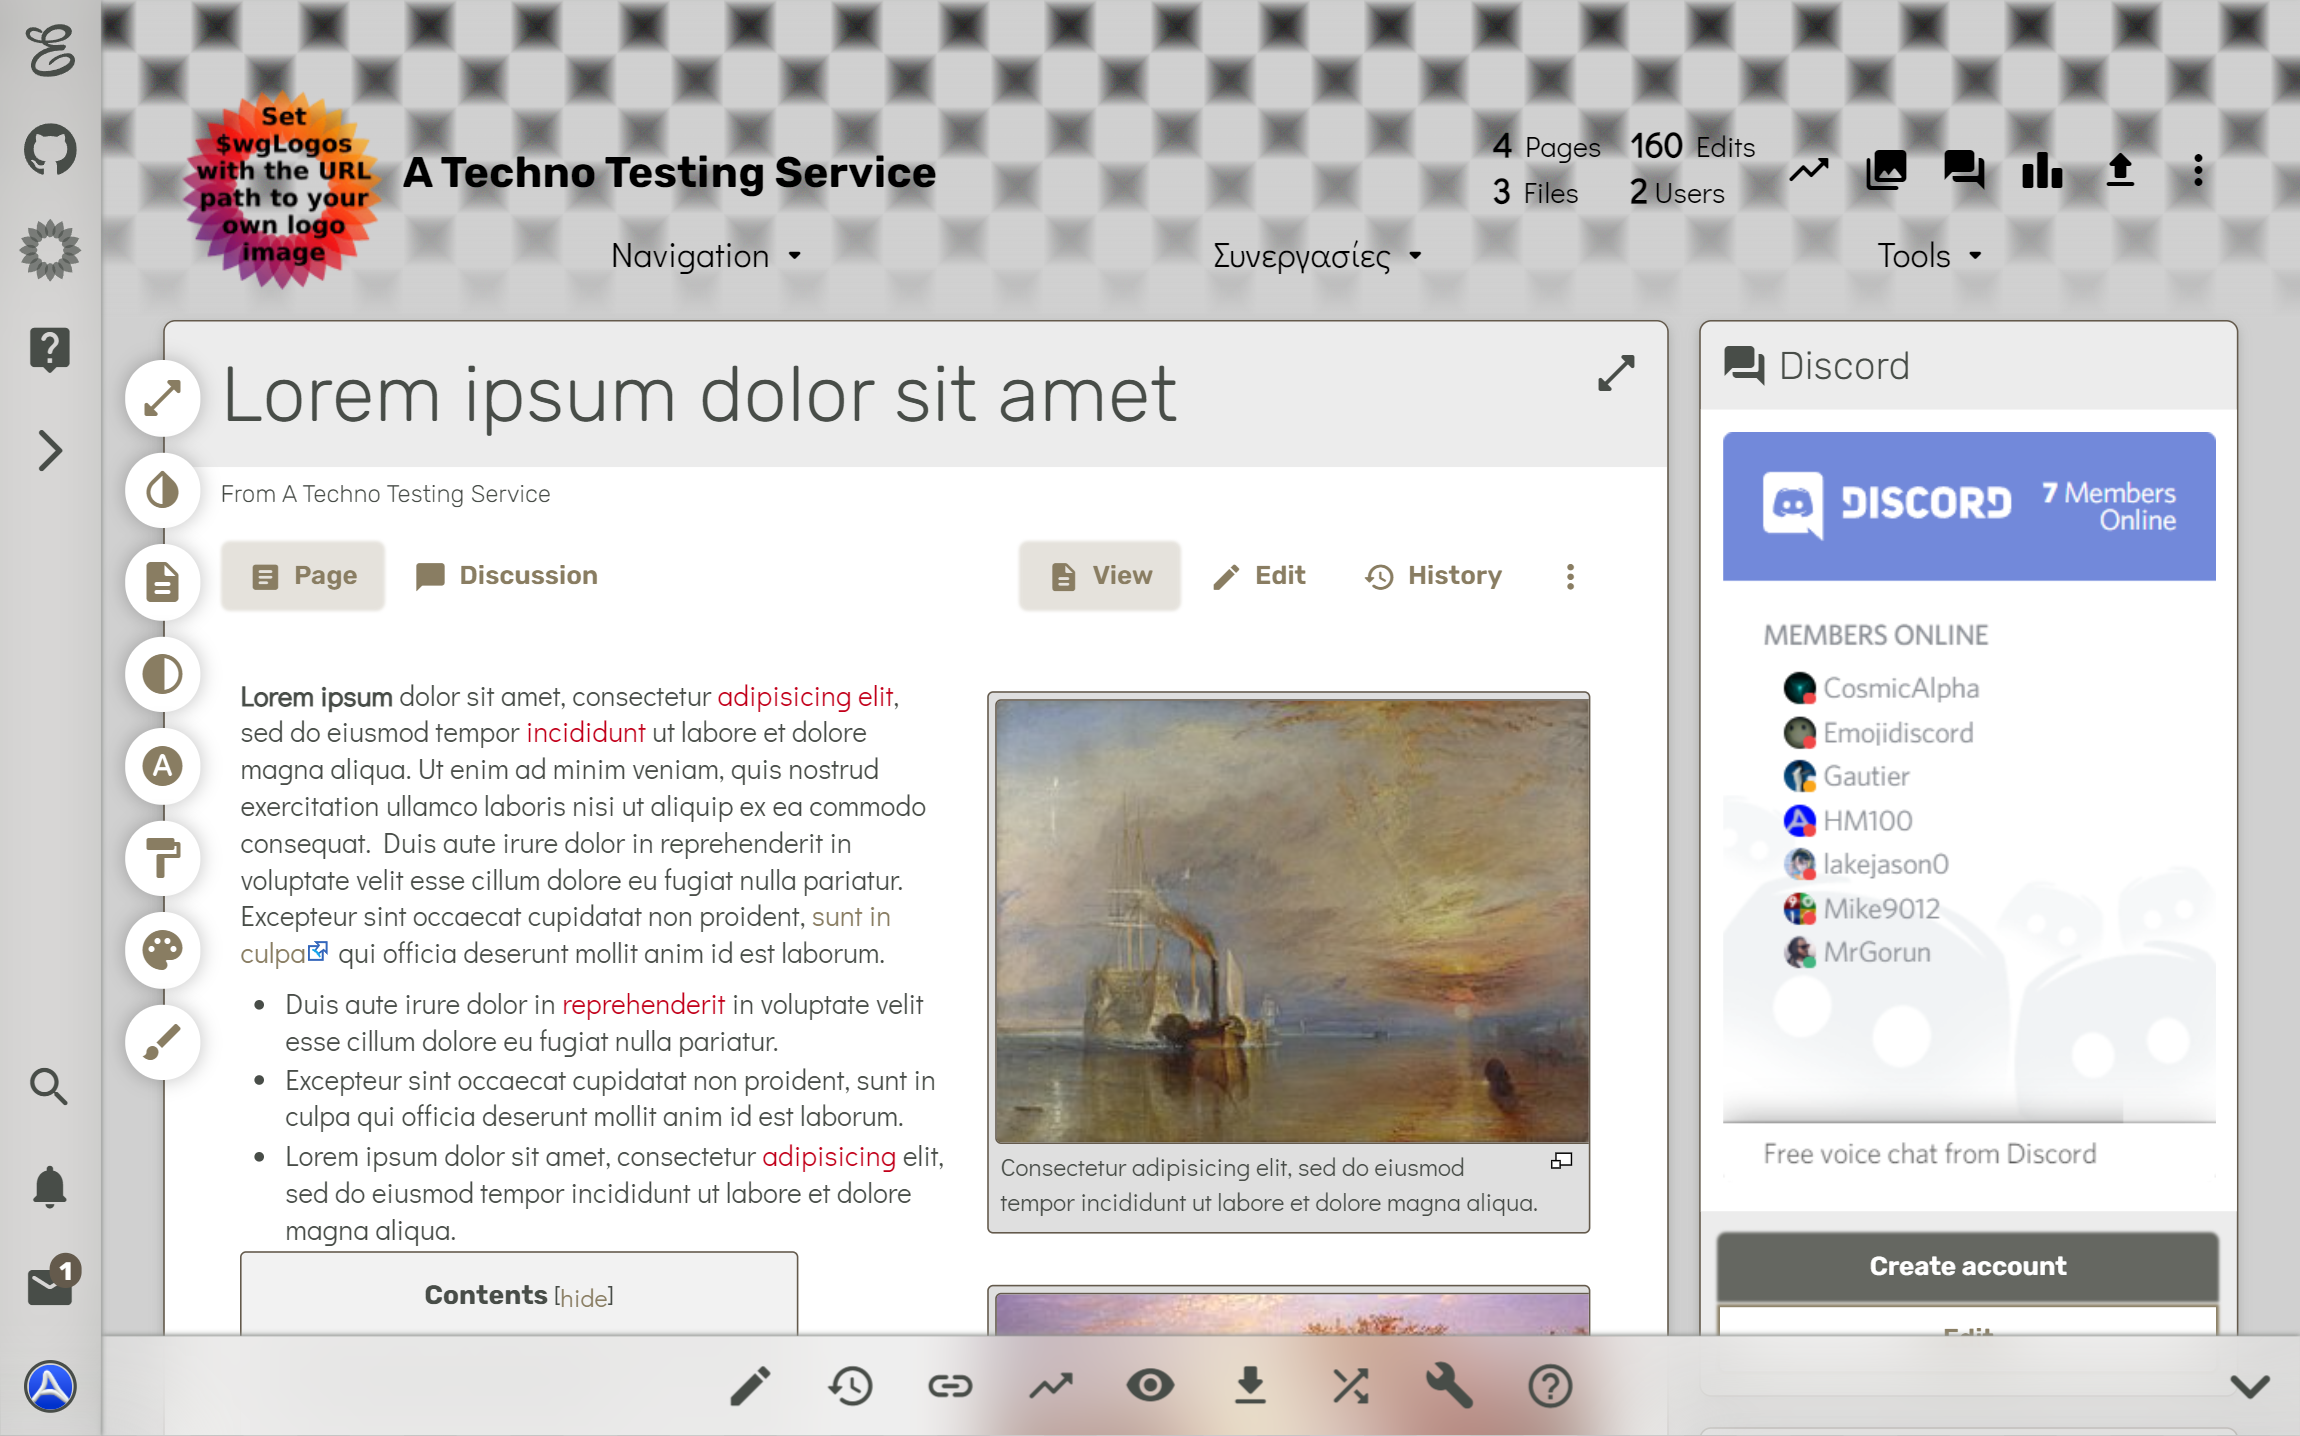 Set
$wgLogos
with the URL
path to your
own logo
image
A Techno Testing Service
4 Pages 160 Edits
3 Files 2 Users
Navigation Συνεργασίες Tools
Lorem ipsum dolor sit amet
From A Techno Testing Service
Page Discussion View Edit History
Lorem ipsum dolor sit amet, consectetur adipisicing elit,
sed do eiusmod tempor incididunt ut labore et dolore
magna aliqua. Ut enim ad minim veniam, quis nostrud
exercitation ullamco laboris nisi ut aliquip ex ea commodo
consequat. Duis aute irure dolor in reprehenderit in
voluptate velit esse cillum dolore eu fugiat nulla pariatur.
Excepteur sint occaecat cupidatat non proident, sunt in
culpa qui officia deserunt mollit anim id est laborum.
• Duis aute irure dolor in reprehenderit in voluptate velit
esse cillum dolore eu fugiat nulla pariatur.
• Excepteur sint occaecat cupidatat non proident, sunt in
culpa qui officia deserunt mollit anim id est laborum.
• Lorem ipsum dolor sit amet, consectetur adipisicing elit,
sed do eiusmod tempor incididunt ut labore et dolore
magna aliqua.
Contents [hide]
Consectetur adipisicing elit, sed do eiusmod
tempor incididunt ut labore et dolore magna aliqua.
Discord
DISCORD
7 Members
Online
MEMBERS ONLINE
CosmicAlpha
Emojidiscord
Gautier
HM100
lakejason0
Mike9012
MrGorun
Free voice chat from Discord
Create account
Edit
A
1